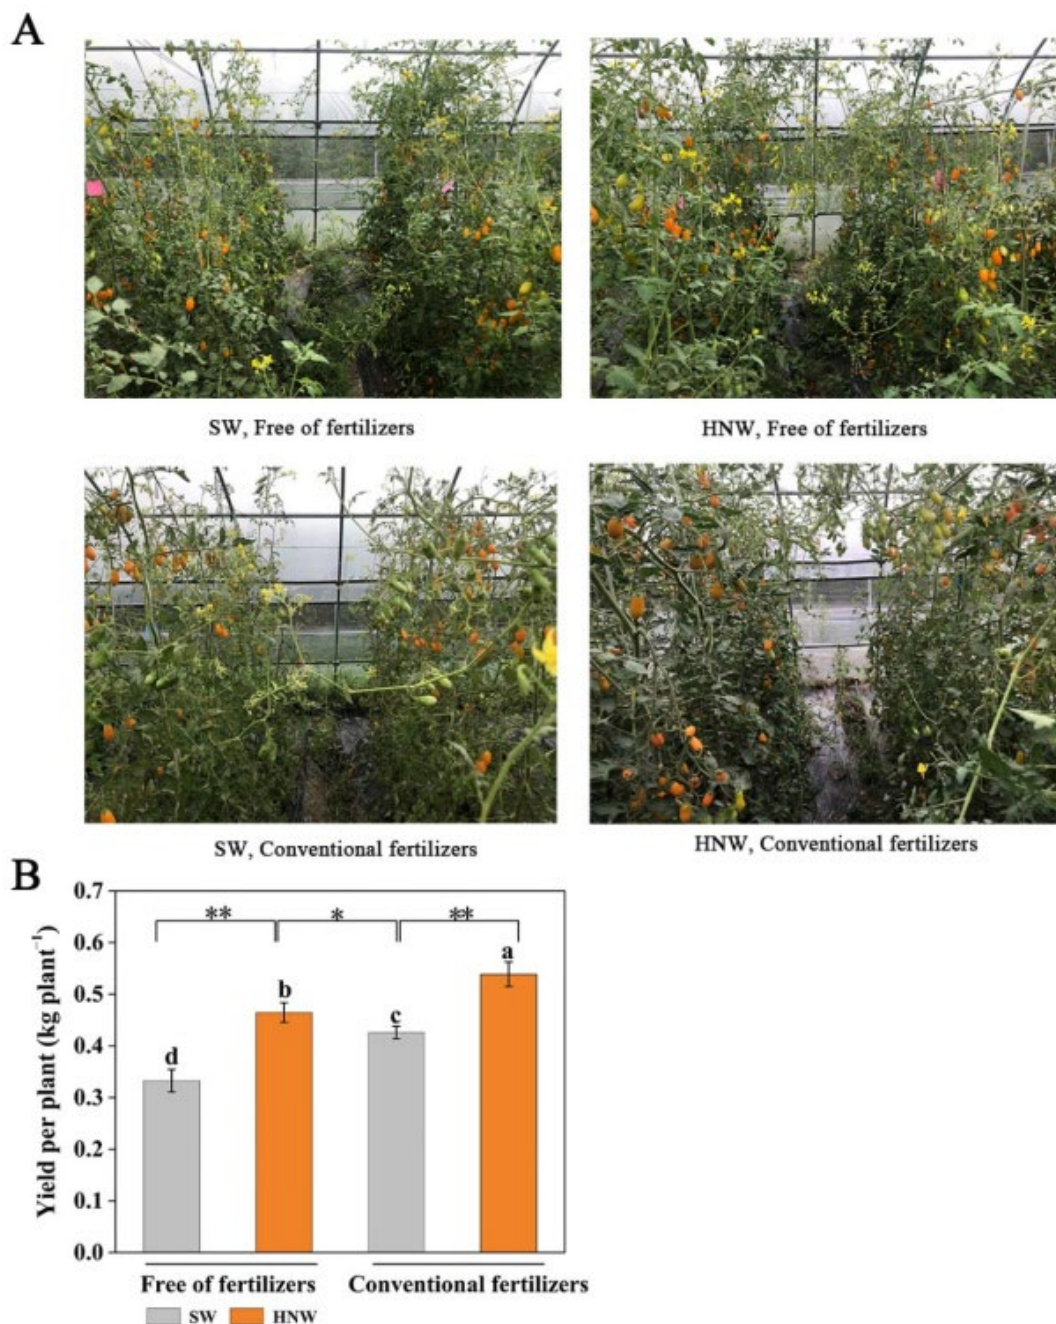 A
SW, Free of fertilizers
HNW, Free of fertilizers
SW, Conventional fertilizers
HNW, Conventional fertilizers
B
Yield per plant (kg plant⁻¹)
0.7
0.6
0.5
0.4
0.3
0.2
0.1
0.0
** * **
d
b
c
a
Free of fertilizers
Conventional fertilizers
SW
HNW